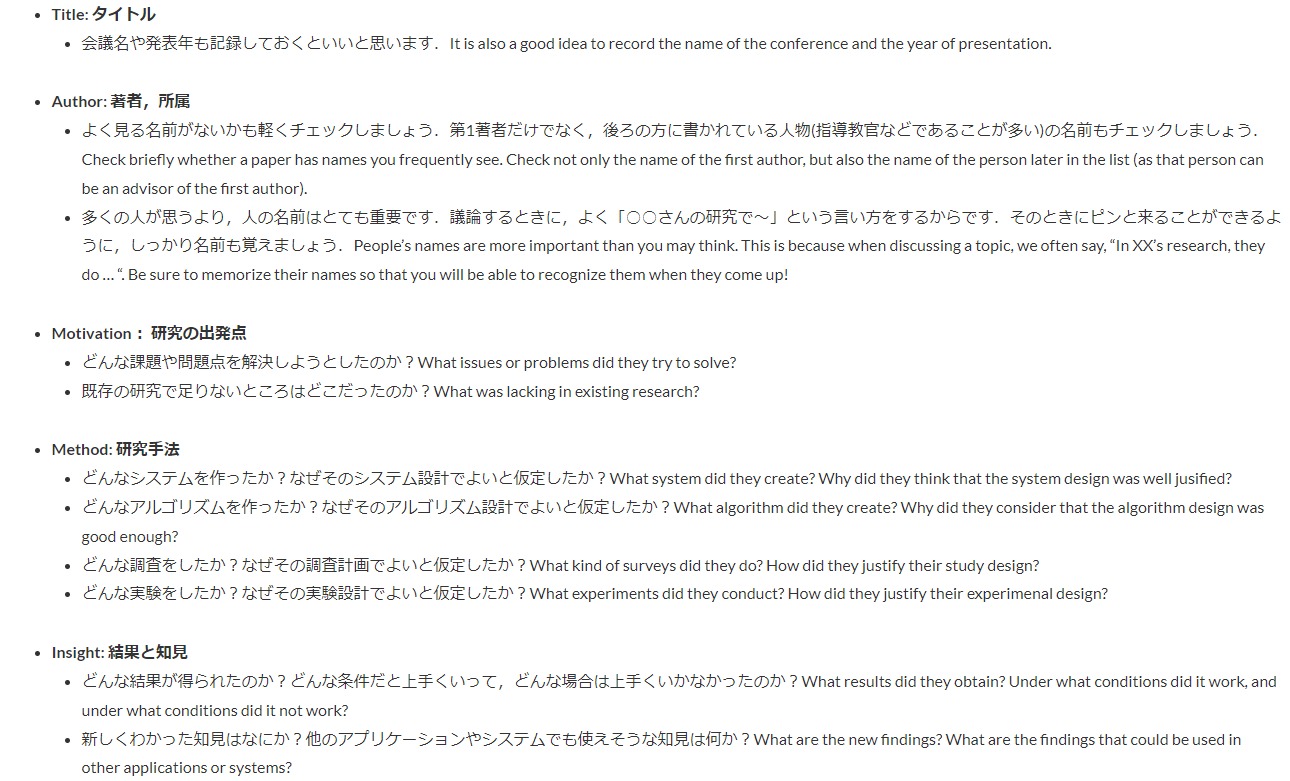 Title: タイトル
会議名や発表年も記録しておくといいと思います．It is also a good idea to record the name of the conference and the year of presentation.
Author: 著者，所属
よく見る名前がないかも軽くチェックしましょう．第1著者だけでなく，後ろの方に書かれている人物(指導教官などであることが多い)の名前もチェックしましょう．
Check briefly whether a paper has names you frequently see. Check not only the name of the first author, but also the name of the person later in the list (as that person can
be an advisor of the first author).
多くの人が思うより，人の名前はとても重要です．議論するときに，よく「○○さんの研究で〜」という言い方をするからです．そのときにピンと来ることができるよ
うに，しっかり名前も覚えましょう．People’s names are more important than you may think. This is because when discussing a topic, we often say, “In XX’s research, they
do … “. Be sure to memorize their names so that you will be able to recognize them when they come up!
Motivation： 研究の出発点
どんな課題や問題点を解決しようとしたのか？What issues or problems did they try to solve?
既存の研究で足りないところはどこだったのか？What was lacking in existing research?
Method: 研究手法
どんなシステムを作ったか？なぜそのシステム設計でよいと仮定したか？What system did they create? Why did they think that the system design was well jusified?
どんなアルゴリズムを作ったか？なぜそのアルゴリズム設計でよいと仮定したか？What algorithm did they create? Why did they consider that the algorithm design was
good enough?
どんな調査をしたか？なぜその調査計画でよいと仮定したか？What kind of surveys did they do? How did they justify their study design?
どんな実験をしたか？なぜその実験設計でよいと仮定したか？What experiments did they conduct? How did they justify their experimenal design?
Insight: 結果と知見
どんな結果が得られたのか？どんな条件だと上手くいって，どんな場合は上手くいかなかったのか？What results did they obtain? Under what conditions did it work, and
under what conditions did it not work?
新しくわかった知見はなにか？他のアプリケーションやシステムでも使えそうな知見は何か？What are the new findings? What are the findings that could be used in
other applications or systems?